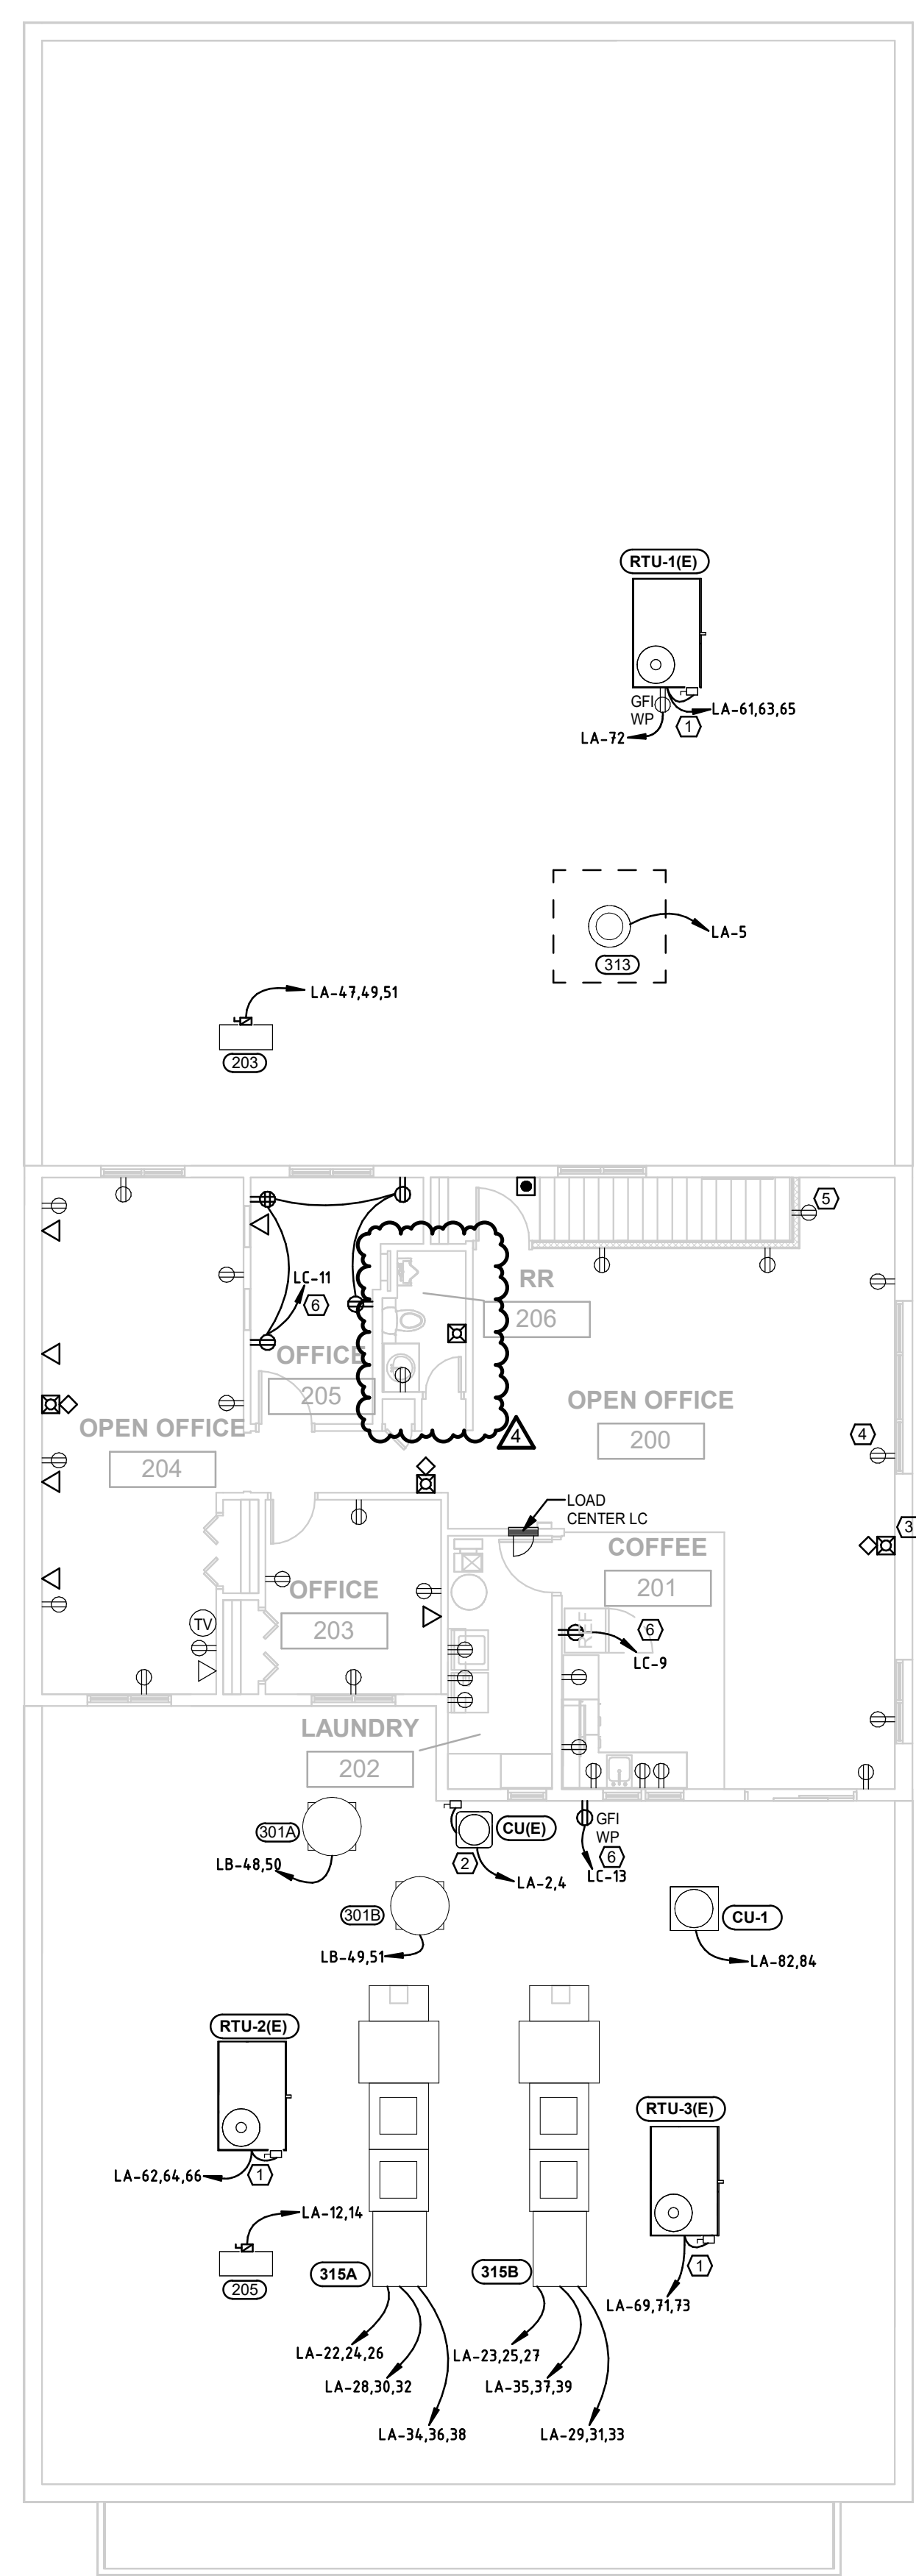 RTU-1(E)
GFI
WP
LA-61,63,65
1
LA-72
LA-5
313
LA-47,49,51
203
5
LC-11
6
RR
206
OFFICE
205
OPEN OFFICE
204
OPEN OFFICE
200
4
4
LOAD
CENTER LC
3
COFFEE
201
OFFICE
203
TV
REF
6
LC-9
LAUNDRY
202
301A
LB-48,50
CU(E)
2
LA-2,4
GFI
WP
6
LC-13
301B
LB-49,51
CU-1
LA-82,84
RTU-2(E)
LA-62,64,66
1
RTU-3(E)
LA-12,14
205
315A
315B
1
LA-69,71,73
LA-22,24,26
LA-23,25,27
LA-28,30,32
LA-35,37,39
LA-34,36,38
LA-29,31,33